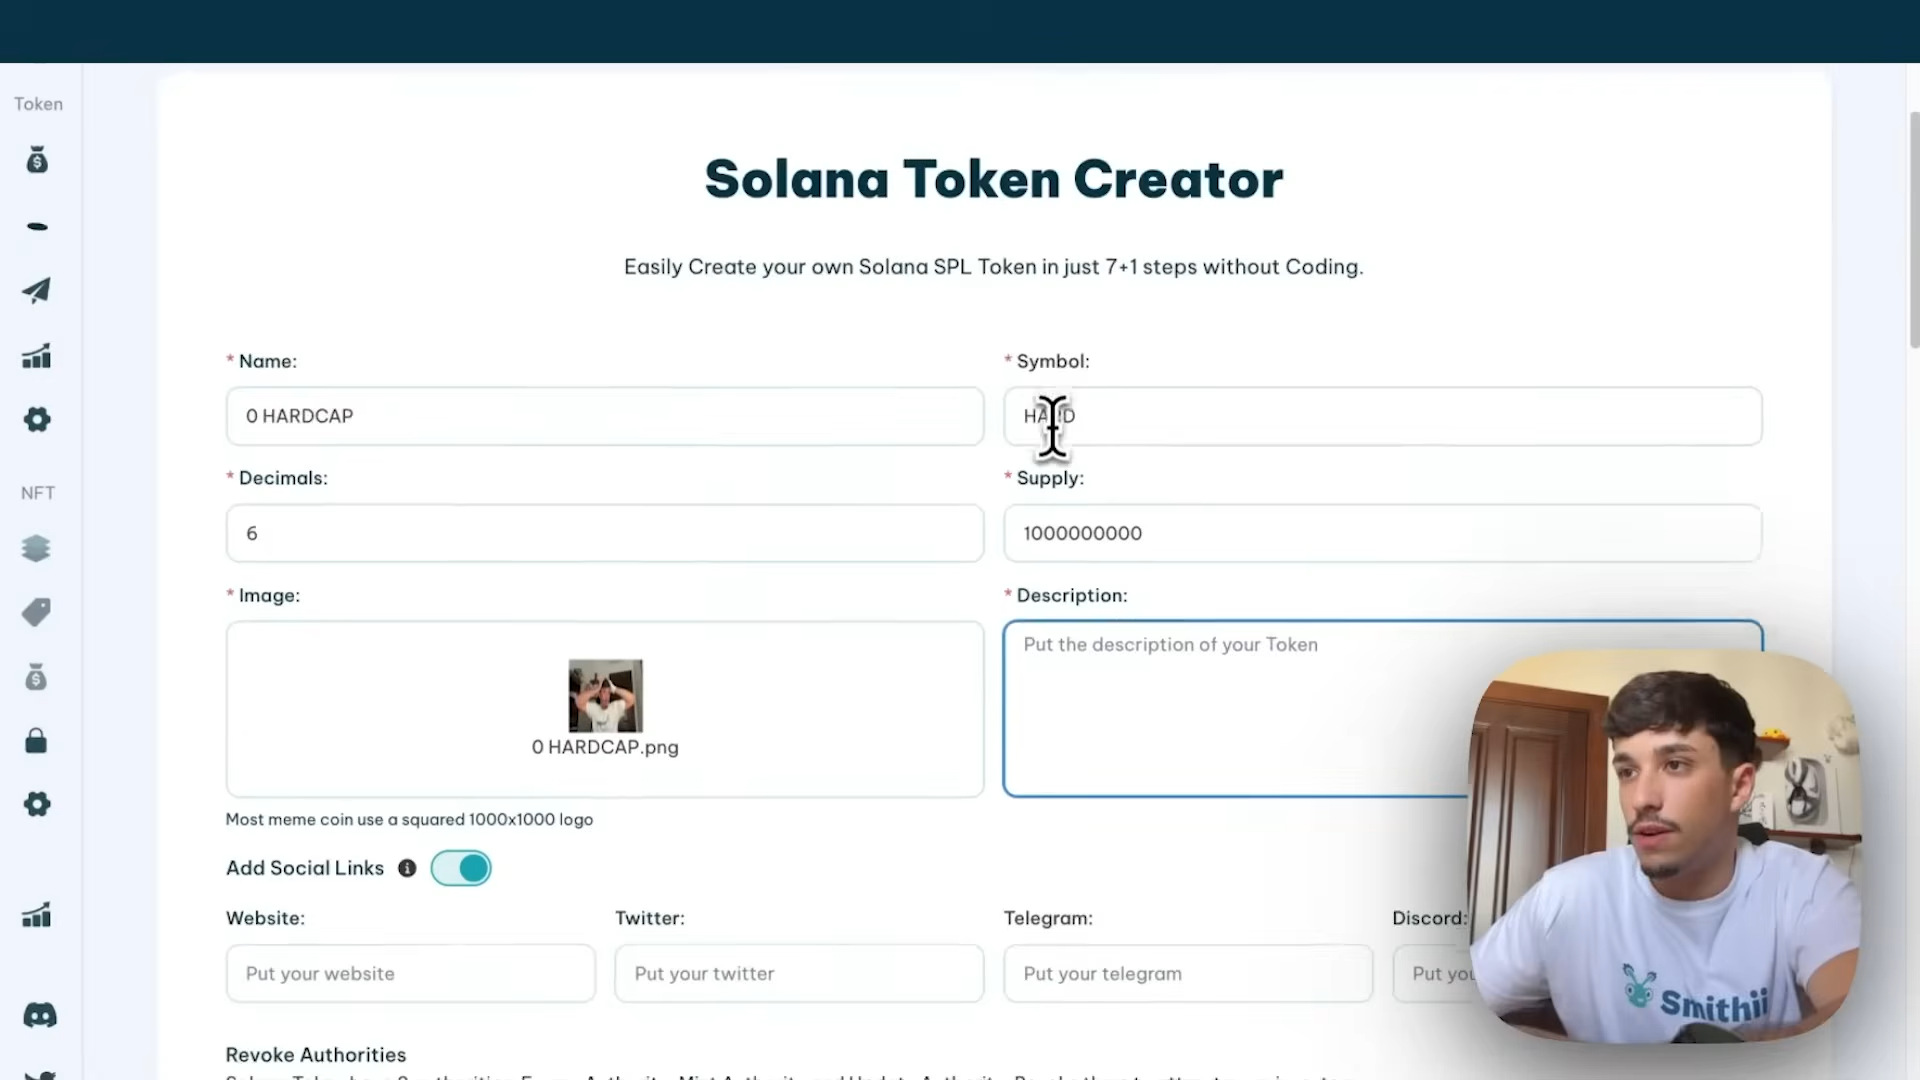 Token
Solana Token Creator
Easily Create your own Solana SPL Token in just 7+1 steps without Coding.
* Name:
* Symbol:
0 HARDCAP
* Decimals:
* Supply:
6
1000000000
NFT
* Image:
* Description:
Put the description of your Token
0 HARDCAP.png
Most meme coin use a squared 1000x1000 logo
Add Social Links
Website:
Twitter:
Telegram:
Discord:
Put your website
Put your twitter
Put your telegram
Put
Smithii
Revoke Authorities